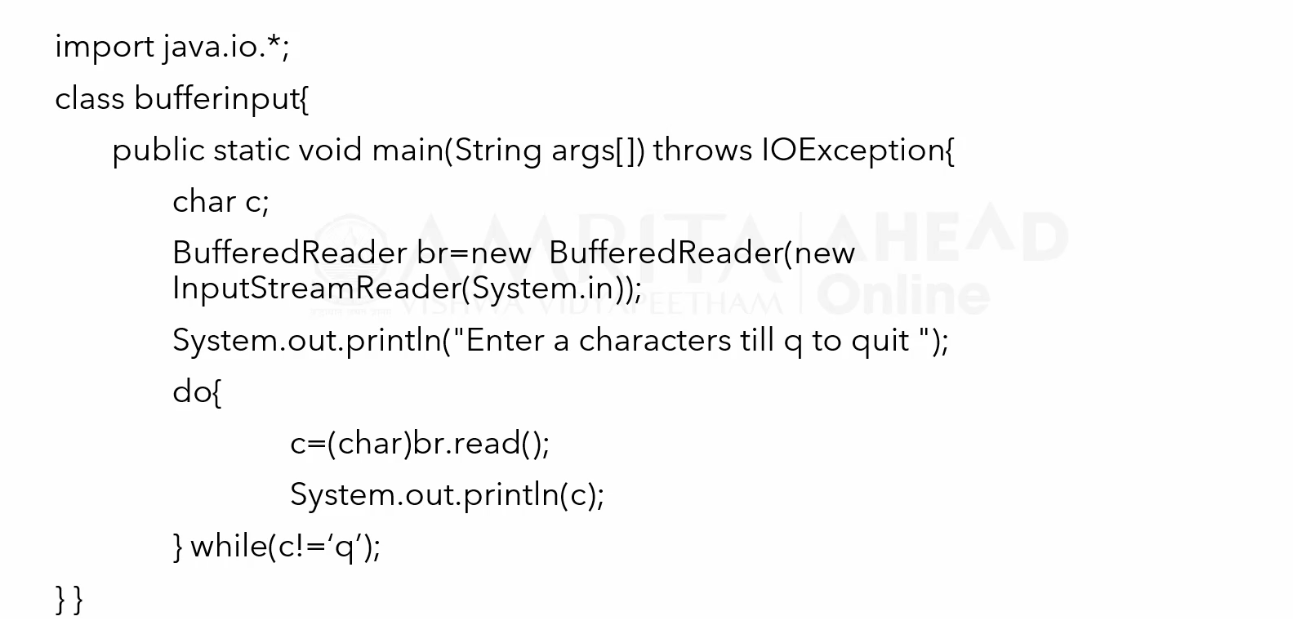 import java.io.*;
class bufferinput{
public static void main(String args[]) throws IOException{
char c;
BufferedReader br=new  BufferedReader(new
InputStreamReader(System.in));
System.out.println("Enter a characters till q to quit ");
do{
c=(char)br.read();
System.out.println(c);
} while(c!=‘q’);
} }
AMRITA
VISHWA VIDYAPEETHAM
AHEAD
Online